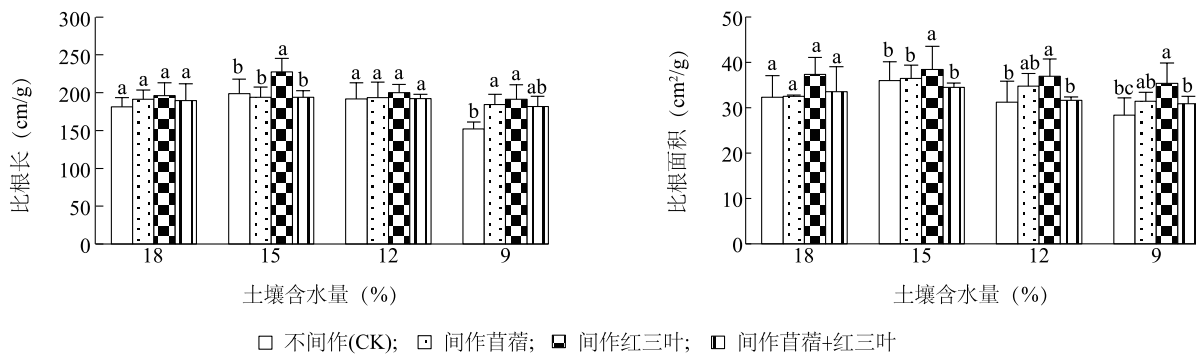 300
250
200
150
100
50
0
比根长 (cm/g)
a a a a
b b a b
a a a a
b a a ab
18 15 12 9
土壤含水量 (%)
50
40
30
20
10
0
比根面积 (cm²/g)
a a a a
b b a b
b ab a b
bc ab a b
18 15 12 9
土壤含水量 (%)
不间作(CK); 间作苜蓿; 间作红三叶; 间作苜蓿+红三叶